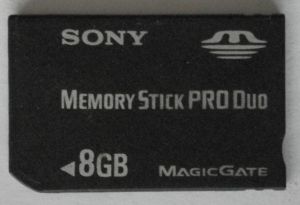 SONY
MEMORY STICK PRO DUO
◄8GB MAGICGATE